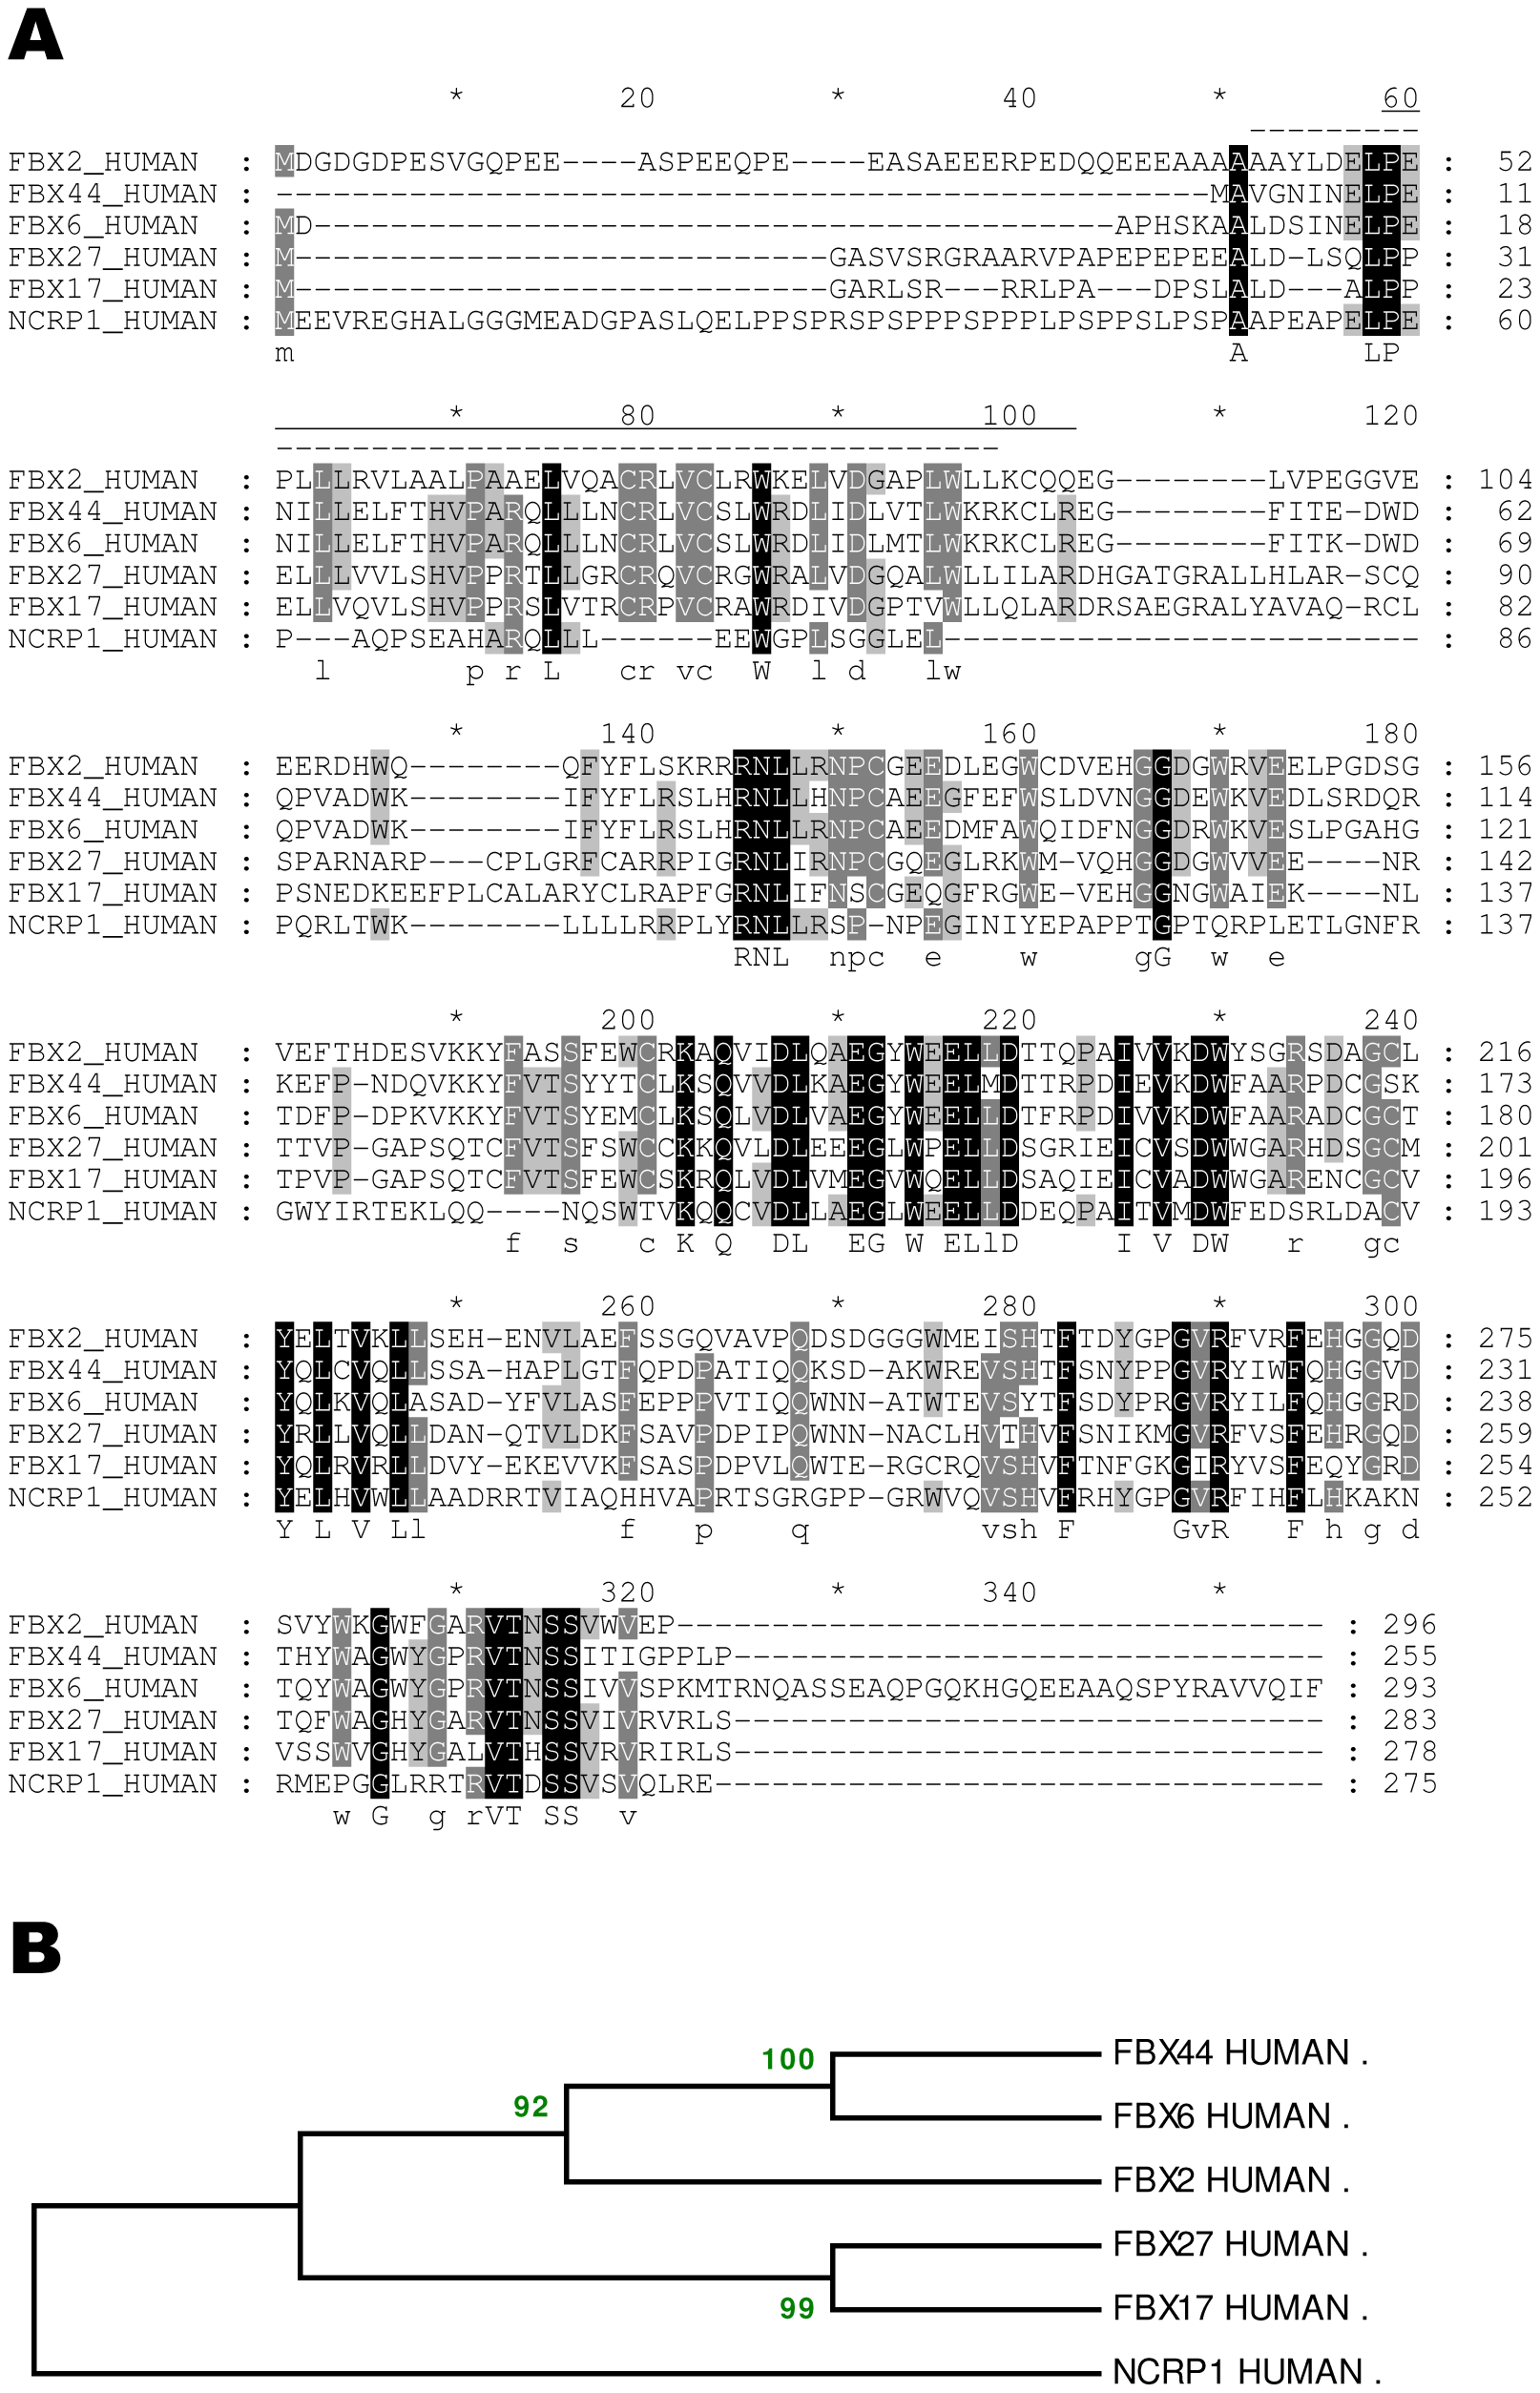 A
* 20 * 40 * 60
---------
FBX2_HUMAN : MDGDGDPESVGQPEE----ASPEEQPE----EASAEEERPEDQQEEEAAAAAAYLDELPE : 52
FBX44_HUMAN : -------------------------------------------------MAVGNINELPE : 11
FBX6_HUMAN : MD------------------------------------------APHSKAALDSINELPE : 18
FBX27_HUMAN : M----------------------------GASVSRGRAARVPAPEPEPEEALD-LSQLPP : 31
FBX17_HUMAN : M----------------------------GARLSR---RRLPA---DPSLALD---ALPP : 23
NCRP1_HUMAN : MEEVREGHALGGGMEADGPASLQELPPSPRSPSPPPSPPPLPSPPSLPSPAAPEAPELPE : 60
m A LP
* 80 * 100 * 120
--------------------------------------
FBX2_HUMAN : PLLLRVLAALPAAELVQACRLVCLRWKELVDGAPLWLLKCQQEG--------LVPEGGVE : 104
FBX44_HUMAN : NILLELFTHVPARQLLLNCRLVCSLWRDLIDLVTLWKRKCLREG--------FITE-DWD : 62
FBX6_HUMAN : NILLELFTHVPARQLLLNCRLVCSLWRDLIDLMTLWKRKCLREG--------FITK-DWD : 69
FBX27_HUMAN : ELLLVVLSHVPPRTLLGRCRQVCRGWRALVDGQALWLLILARDHGATGRALLHLAR-SCQ : 90
FBX17_HUMAN : ELLVQVLSHVPPRSLVTRCRPVCRAWRDIVDGPTVWLLQLARDRSAEGRALYAVAQ-RCL : 82
NCRP1_HUMAN : P---AQPSEAHARQLLLL------EEWGPLSGGLEL------------------------- : 86
l p r L cr vc W l d lw
* 140 * 160 * 180
FBX2_HUMAN : EERDHWQ--------QFYFLSKRRRNLLRNPCGEEDLEGWCDVEHGGDGWRVEELPGDSG : 156
FBX44_HUMAN : QPVADWK--------IFYFLRSLHRNLLHNPCAEEGFEFWSLDVNGGDEWKVEDLSRDQR : 114
FBX6_HUMAN : QPVADWK--------IFYFLRSLHRNLLRNPCAEEDMFAWQIDFNGGDRWKVESLPGAHG : 121
FBX27_HUMAN : SPARNARP---CPLGRFCARRPIGRNLIRNPCGQEGLRKWM-VQHGGDGWVVEE----NR : 142
FBX17_HUMAN : PSNEDKEEFPLCALARYCLRAPFGRNLIFNSCGEQGFRGWE-VEHGGNGWAIEK----NL : 137
NCRP1_HUMAN : PQRLTWK--------LLLLRRPLYRNLLRSP-NPEGINIYEPAPPTGPTQRPLETLGNFR : 137
RNL npc e w gG w e
* 200 * 220 * 240
FBX2_HUMAN : VEFTHDESVKKYFASSFEWCRKAQVIDLQAEGYWEELLDTTQPAIVVKDWYSGRSDAGCL : 216
FBX44_HUMAN : KEFP-NDQVKKYFVTSYYTCLKSQVVDLKAEGYWEELMDTTRPDIEVKDWFAARPDCGSK : 173
FBX6_HUMAN : TDFP-DPKVKKYFVTSYEMCLKSQLVDLVAEGYWEELLDTFRPDIVVKDWFAARADCGCT : 180
FBX27_HUMAN : TTVP-GAPSQTCFVTSFSWCCKKQVLDLEEEGLWPELLDSGRIEICVSDWWGARHDSGCM : 201
FBX17_HUMAN : TPVP-GAPSQTCFVTSFEWCSKRQLVDLVMEGVWQELLDSAQIEICVADWWGARENCGCV : 196
NCRP1_HUMAN : GWYIRTEKLQQ----NQSWTVKQQCVDLLAEGLWEELLDDEQPAITVMDWFEDSRLDACV : 193
f s c K Q DL EG W ELlD I V DW r gc
* 260 * 280 * 300
FBX2_HUMAN : YELTVKLLSEH-ENVLAEFSSGQVAVPQDSDGGGWMEISHTFTDYGPGVRFVRFEHGGQD : 275
FBX44_HUMAN : YQLCVQLLSSA-HAPLGTFQPDPATIQQKSD-AKWREVSHTFSNYPPGVRYIWFQHGGVD : 231
FBX6_HUMAN : YQLKVQLASAD-YFVLASFEPPPVTIQQWNN-ATWTEVSYTFSDYPRGVRYILFQHGGRD : 238
FBX27_HUMAN : YRLLVQLLDAN-QTVLDKFSAVPDPIPQWNN-NACLHVTHVFSNIKMGVRFVSFEHRGQD : 259
FBX17_HUMAN : YQLRVRLLDVY-EKEVVKFSASPDPVLQWTE-RGCRQVSHVFTNFGKGIRYVSFEQYGRD : 254
NCRP1_HUMAN : YELHVWLLAADRRTVIAQHHVAPRTSGRGPP-GRWVQVSHVFRHYGPGVRFIHFLHKAKN : 252
Y L V Ll f p q vsh F GvR F h g d
* 320 * 340 *
FBX2_HUMAN : SVYWKGWFGARVTNSSVWVEP---------------------------------- : 296
FBX44_HUMAN : THYWAGWYGPRVTNSSITIGPPLP------------------------------- : 255
FBX6_HUMAN : TQYWAGWYGPRVTNSSIVVSPKMTRNQASSEAQPGQKHGQEEAAQSPYRAVVQIF : 293
FBX27_HUMAN : TQFWAGHYGARVTNSSVIVRVRLS------------------------------- : 283
FBX17_HUMAN : VSSWVGHYGALVTHSSVRVRIRLS------------------------------- : 278
NCRP1_HUMAN : RMEPGGLRRTRVTDSSVSVQLRE-------------------------------- : 275
w G g rVT SS v
B
100 FBX44 HUMAN .
92 FBX6 HUMAN .
FBX2 HUMAN .
FBX27 HUMAN .
99 FBX17 HUMAN .
NCRP1 HUMAN .